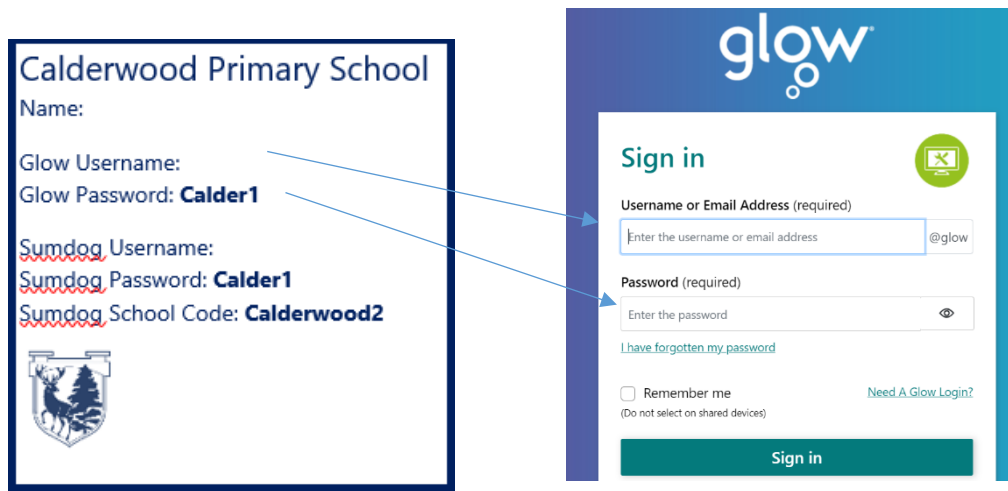 Calderwood Primary School
Name:
Glow Username:
Glow Password: Calder1
Sumdog Username:
Sumdog Password: Calder1
Sumdog School Code: Calderwood2
glow
Sign in
Username or Email Address (required)
Enter the username or email address
@glow
Password (required)
Enter the password
I have forgotten my password
Remember me
Need A Glow Login?
(Do not select on shared devices)
Sign in